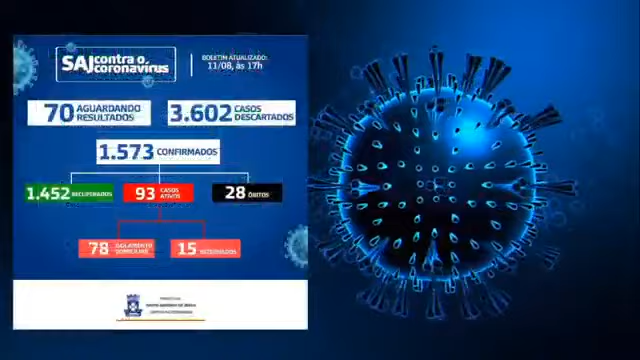 SAJ contra o
coronavírus
BOLETIM ATUALIZADO:
11/08, às 17h
70 AGUARDANDO
RESULTADOS
3.602 CASOS
DESCARTADOS
1.573 CONFIRMADOS
1.452 RECUPERADOS
93 CASOS
ATIVOS
28 ÓBITOS
78 ISOLAMENTO
DOMICILIAR
15 INTERNADOS